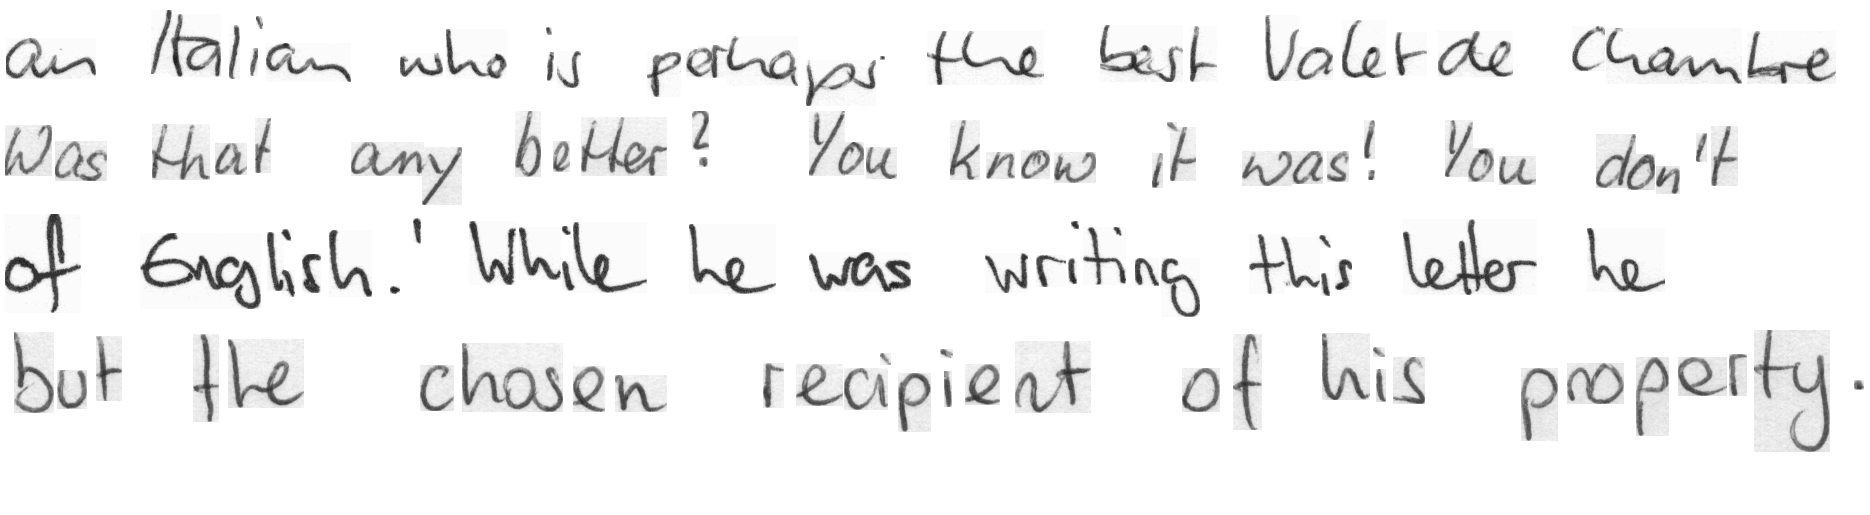 an Italian who is perhaps the best Valet de Chambre
Was that any better? You know it was! You don't
of English.' While he was writing this letter he
but the chosen recipient of his property.